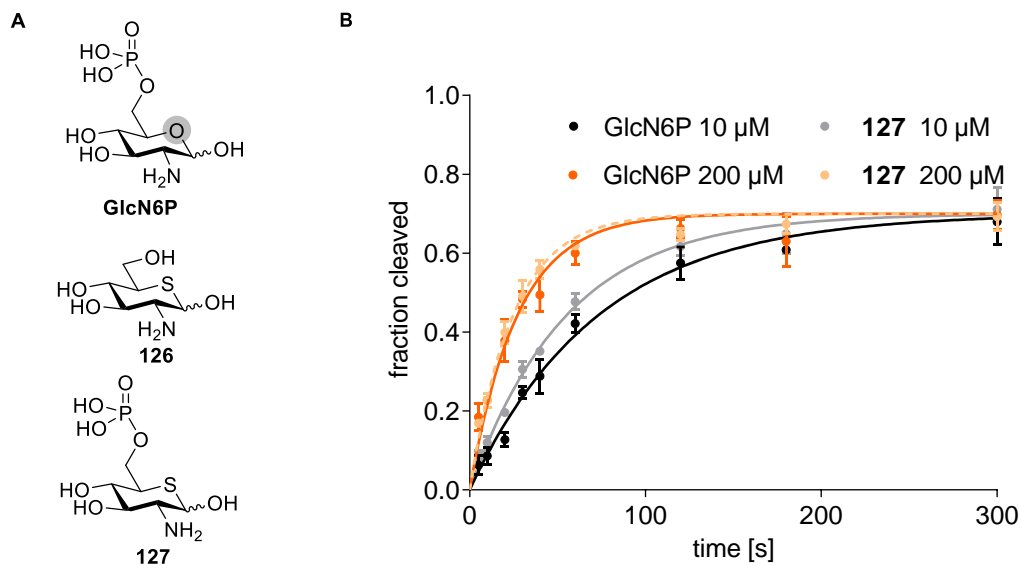 A
O
HO
P
HO
O
HO
O
HO
OH
H₂N
GlcN6P
OH
HO
S
HO
OH
H₂N
126
O
HO
P
HO
O
HO
S
HO
OH
NH₂
127
B
GlcN6P 10 µM
127 10 µM
GlcN6P 200 µM
127 200 µM
fraction cleaved
1.0
0.8
0.6
0.4
0.2
0.0
0 100 200 300
time [s]